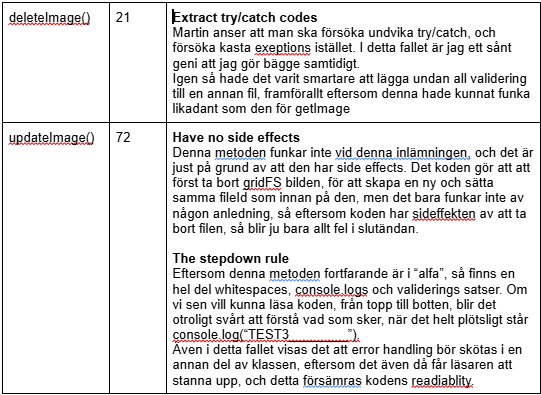 deleteImage()
21
Extract try/catch codes
Martin anser att man ska försöka undvika try/catch, och
försöka kasta exeptions istället. I detta fallet är jag ett sånt
geni att jag gör bägge samtidigt.
Igen så hade det varit smartare att lägga undan all validering
till en annan fil, framförallt eftersom denna hade kunnat funka
likadant som den för getImage
updateImage()
72
Have no side effects
Denna metoden funkar inte vid denna inlämningen, och det är
just på grund av att den har side effects. Det koden gör att att
först ta bort gridFS bilden, för att skapa en ny och sätta
samma fileId som innan på den, men det bara funkar inte av
någon anledning, så eftersom koden har sideffekten av att ta
bort filen, så blir ju bara allt fel i slutändan.
The stepdown rule
Eftersom denna metoden fortfarande är i “alfa”, så finns en
hel del whitespaces, console.logs och validerings satser. Om
vi sen vill kunna läsa koden, från topp till botten, blir det
otroligt svårt att förstå vad som sker, när det helt plötsligt står
console.log(“TEST3..................”).
Även i detta fallet visas det att error handling bör skötas i en
annan del av klassen, eftersom det även då får läsaren att
stanna upp, och detta försämras kodens readiablity.